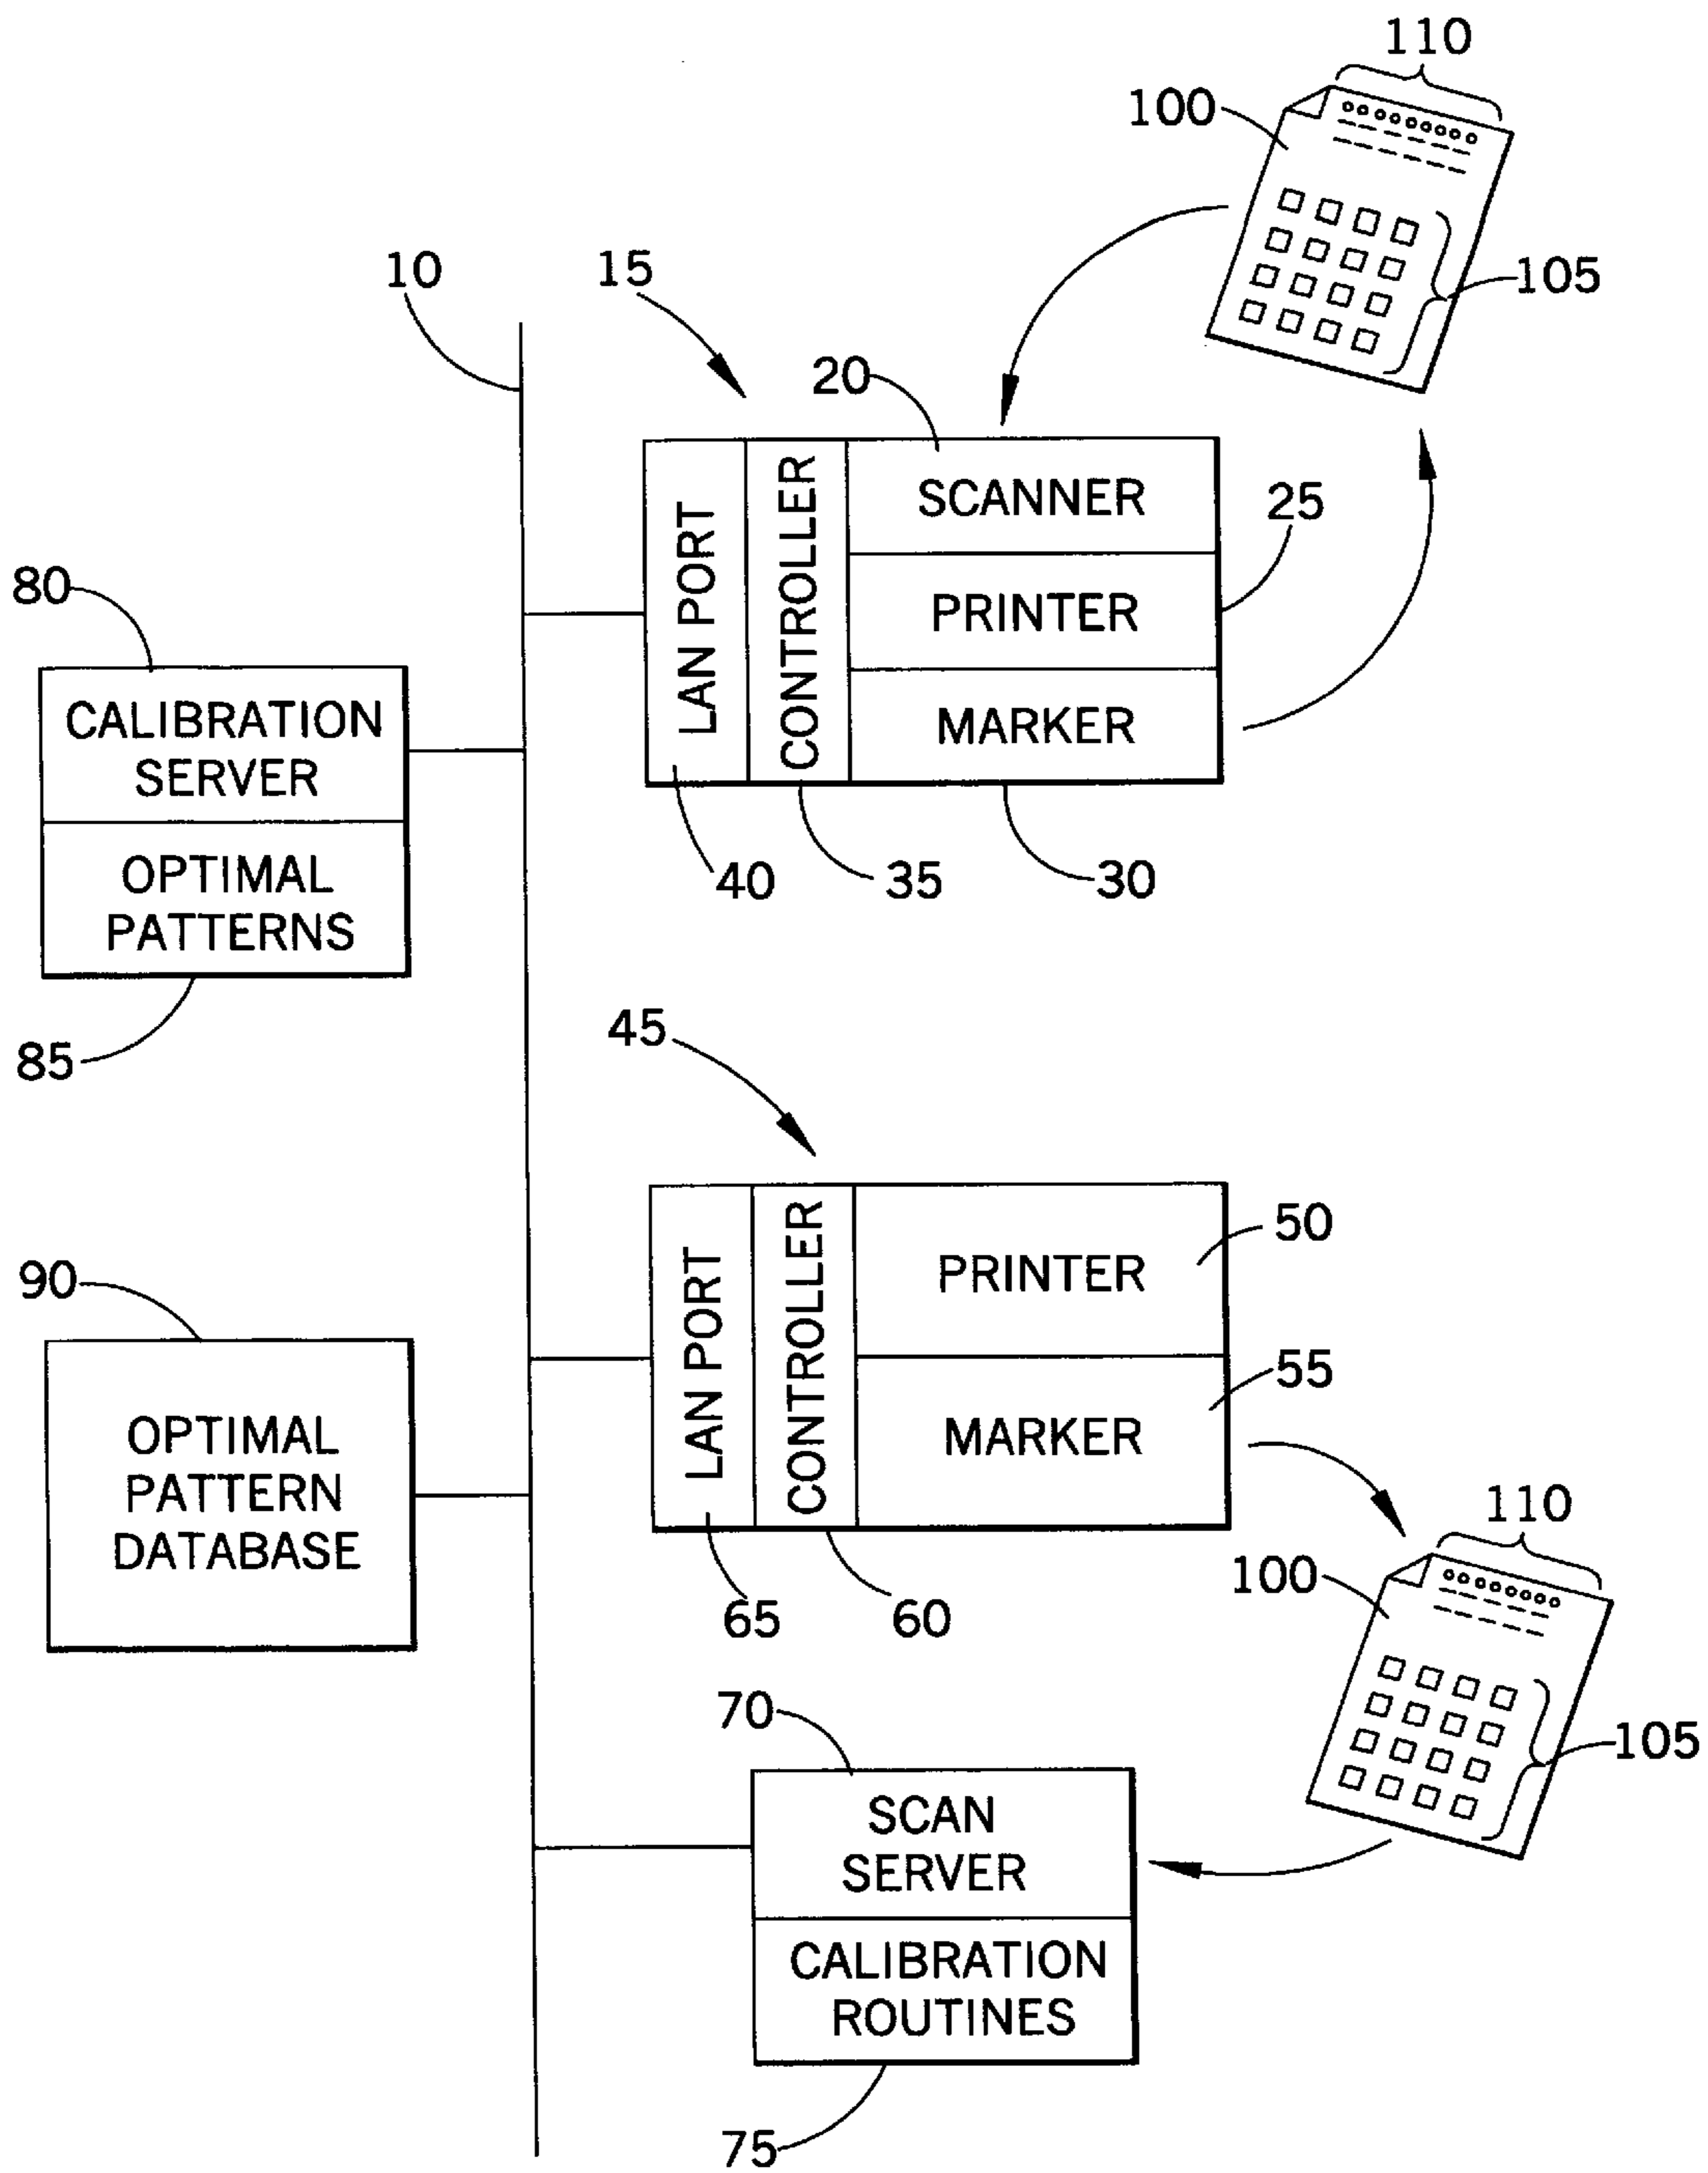 110
100
105
10
15
20
SCANNER
25
PRINTER
MARKER
LAN PORT
CONTROLLER
40
35
30
80
CALIBRATION
SERVER
OPTIMAL
PATTERNS
85
45
LAN PORT
CONTROLLER
PRINTER
50
MARKER
55
65
60
90
OPTIMAL
PATTERN
DATABASE
110
100
105
70
SCAN
SERVER
CALIBRATION
ROUTINES
75